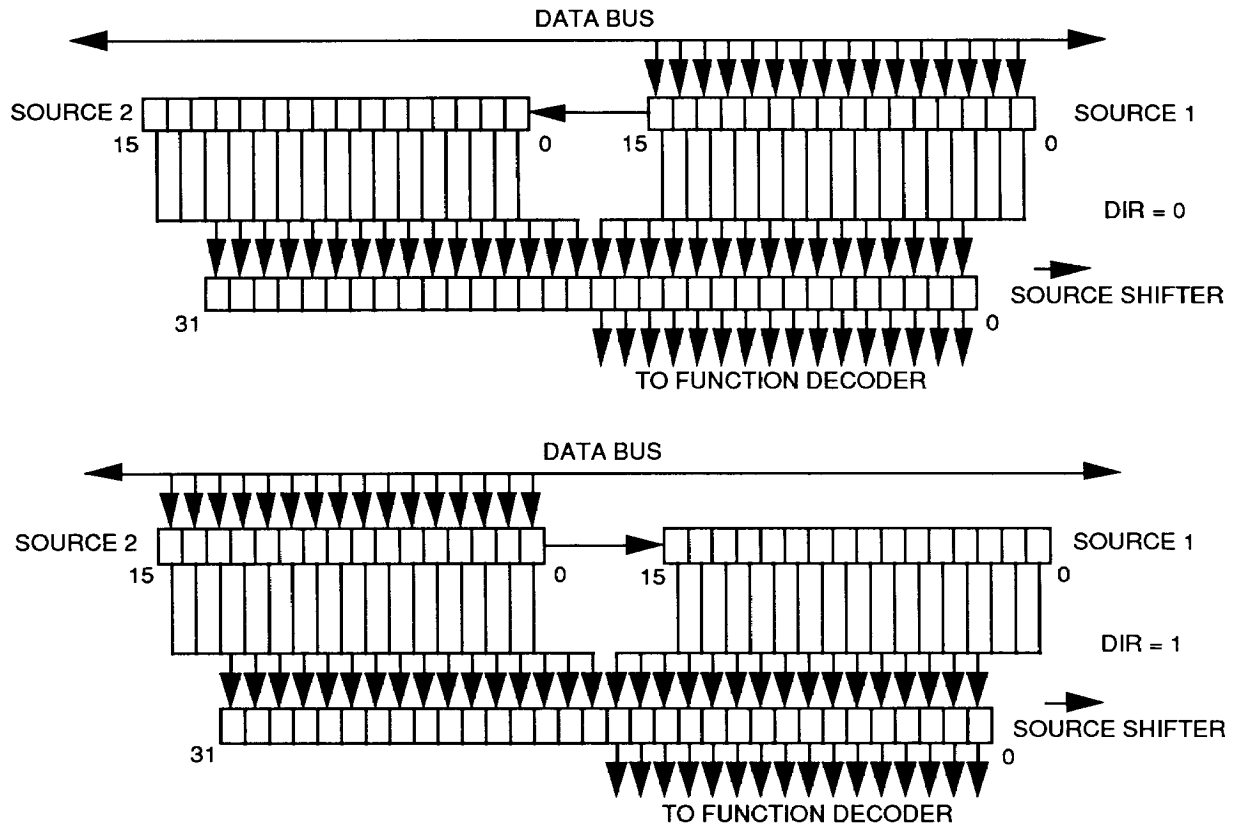 DATA BUS
SOURCE 2
SOURCE 1
15
0
15
0
DIR = 0
SOURCE SHIFTER
31
0
TO FUNCTION DECODER
DATA BUS
SOURCE 2
SOURCE 1
15
0
15
0
DIR = 1
SOURCE SHIFTER
31
0
TO FUNCTION DECODER